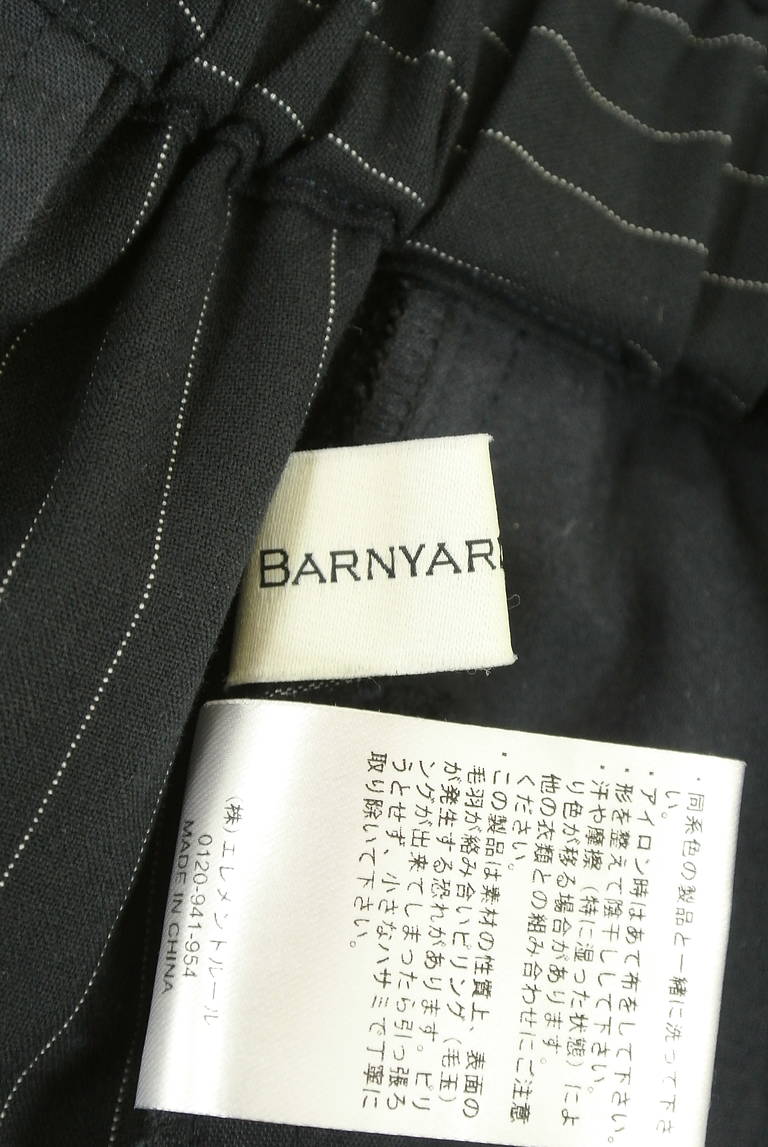 BARNYAR
・同系色の製品と一緒に洗って下さ
い。
・アイロン時はあて布をして下さい。
・形を整えて陰干しして下さい。
・汗や摩擦（特に湿った状態）によ
り色が移る場合があります。
他の衣類との組み合わせにご注意
ください。
・この製品は素材の性質上、表面の
毛羽が絡み合いピリング（毛玉）
が発生する恐れがあります。ピリ
ングが出来てしまったら引っ張ろ
うとせず、小さなハサミで丁寧に
取り除いて下さい。
（株）エレメントルール
0120-941-954
MADE IN CHINA